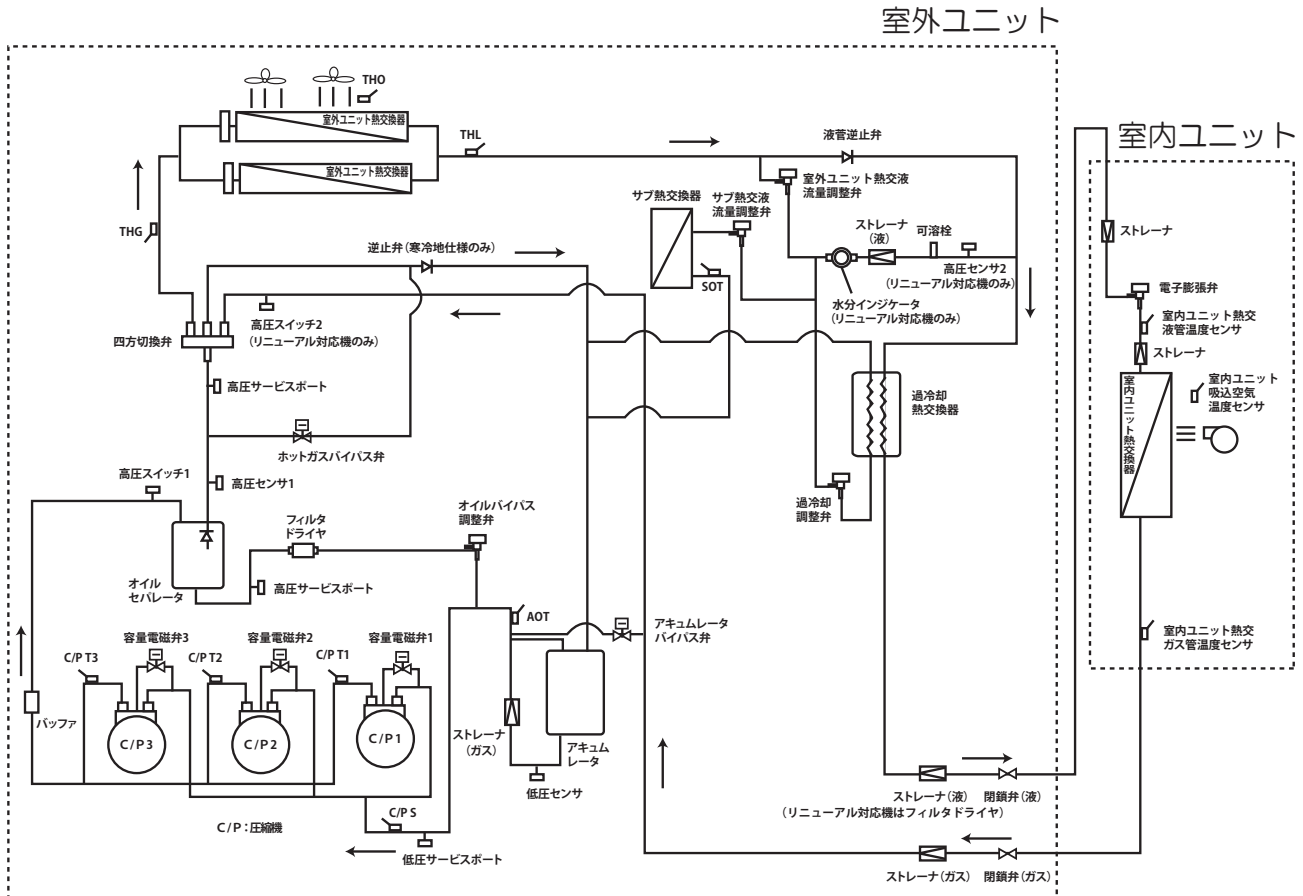 室外ユニット
室内ユニット
THO
室外ユニット熱交換器
室外ユニット熱交換器
THL
THG
液管逆止弁
室外ユニット熱交液
流量調整弁
サブ熱交換器
サブ熱交液
流量調整弁
ストレーナ
(液)
可溶栓
高圧センサ2
(リニューアル対応機のみ)
水分インジケータ
(リニューアル対応機のみ)
SOT
逆止弁(寒冷地仕様のみ)
高圧スイッチ2
(リニューアル対応機のみ)
四方切換弁
高圧サービスポート
ホットガスバイパス弁
高圧スイッチ1
高圧センサ1
オイル
セパレータ
フィルタ
ドライヤ
高圧サービスポート
オイルバイパス
調整弁
過冷却
熱交換器
過冷却
調整弁
AOT
アキュムレータ
バイパス弁
容量電磁弁3
容量電磁弁2
容量電磁弁1
C/P T3
C/P T2
C/P T1
バッファ
C/P3
C/P2
C/P1
ストレーナ
(ガス)
アキュム
レータ
低圧センサ
C/P S
C/P:圧縮機
低圧サービスポート
ストレーナ(液)
閉鎖弁(液)
(リニューアル対応機はフィルタドライヤ)
ストレーナ(ガス)
閉鎖弁(ガス)
ストレーナ
電子膨張弁
室内ユニット熱交
液管温度センサ
ストレーナ
室内ユニット熱交換器
室内ユニット
吸込空気
温度センサ
室内ユニット熱交
ガス管温度センサ